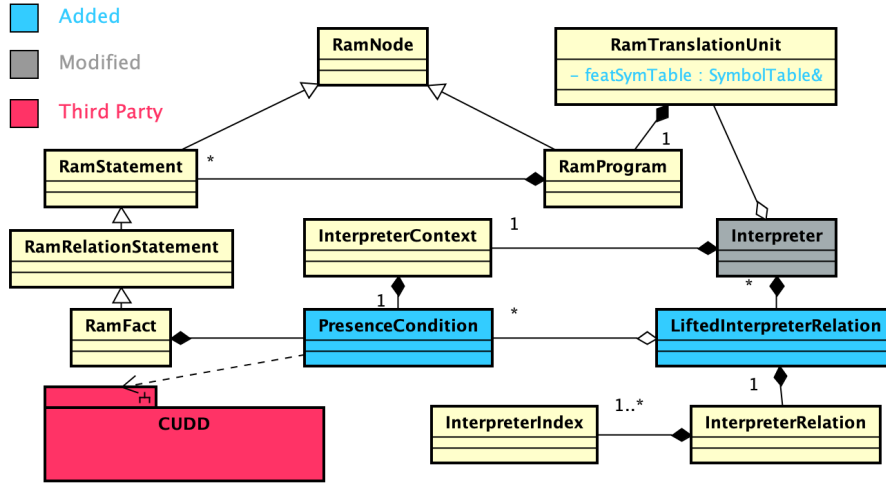 Added
Modified
Third Party
RamNode
RamTranslationUnit
- featSymTable : SymbolTable&
1
RamStatement
*
RamProgram
RamRelationStatement
InterpreterContext
1
Interpreter
1
*
RamFact
PresenceCondition
*
LiftedInterpreterRelation
1
CUDD
1..*
InterpreterIndex
InterpreterRelation